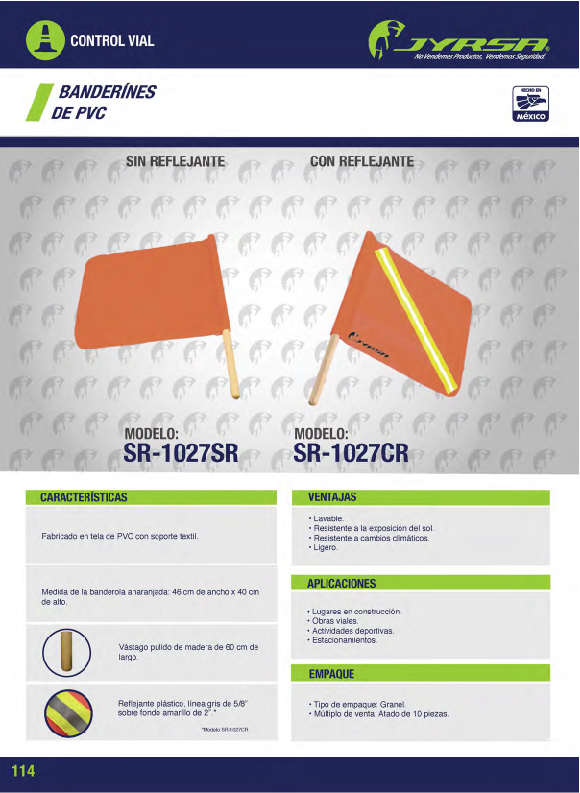 CONTROL VIAL
JYRSA®
No Vendemos Productos, Vendemos Seguridad.
BANDERÍNES
DE PVC
HECHO EN
MÉXICO
SIN REFLEJANTE
CON REFLEJANTE
JYRSA
MODELO:
SR-1027SR
MODELO:
SR-1027CR
CARACTERÍSTICAS
Fabricado en tela de PVC con soporte textil.
Medida de la banderola anaranjada: 46 cm de ancho x 40 cm
de alto.
Vástago pulido de madera de 60 cm de
largo.
Reflejante plástico, línea gris de 5/8"
sobre fondo amarillo de 2".*
*Modelo SR-1027CR
VENTAJAS
• Lavable.
• Resistente a la exposición del sol.
• Resistente a cambios climáticos.
• Ligero.
APLICACIONES
• Lugares en construcción.
• Obras viales.
• Actividades deportivas.
• Estacionamientos.
EMPAQUE
• Tipo de empaque: Granel.
• Múltiplo de venta: Atado de 10 piezas.
114